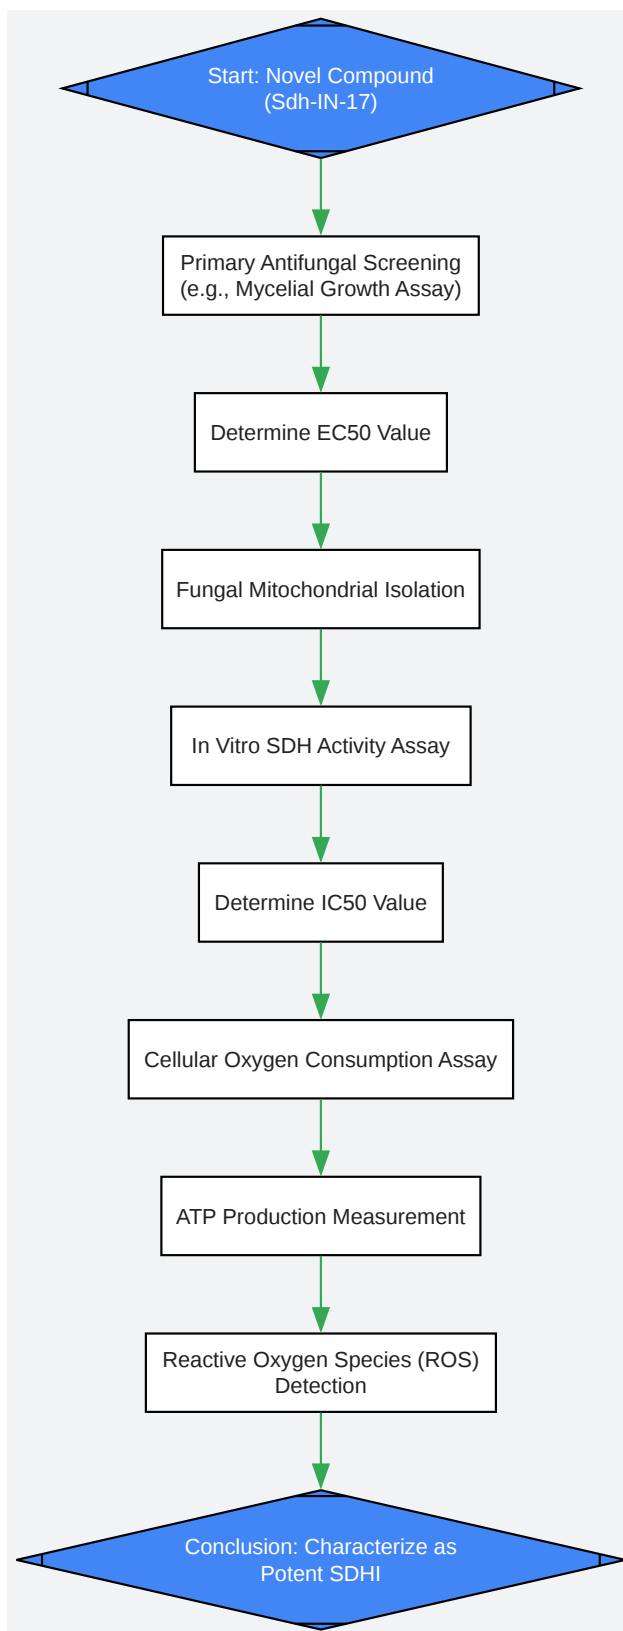 Start: Novel Compound
(Sdh-IN-17)
Primary Antifungal Screening
(e.g., Mycelial Growth Assay)
Determine EC50 Value
Fungal Mitochondrial Isolation
In Vitro SDH Activity Assay
Determine IC50 Value
Cellular Oxygen Consumption Assay
ATP Production Measurement
Reactive Oxygen Species (ROS)
Detection
Conclusion: Characterize as
Potent SDHI